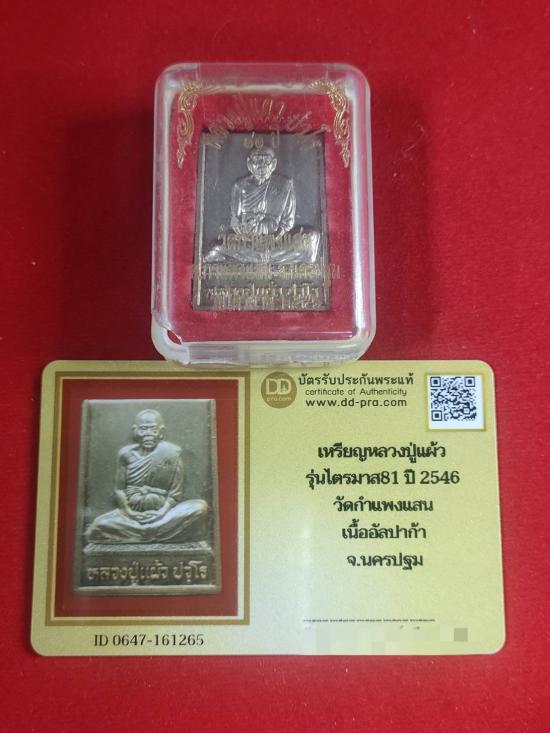 ๘๑ ปี
DD
pra.com
บัตรรับประกันพระแท้
certificate of Authenticity
www.dd-pra.com
เหรียญหลวงปู่แผ้ว
รุ่นไตรมาส81 ปี 2546
วัดกำแพงแสน
เนื้ออัลปาก้า
จ.นครปฐม
หลวงปู่แผ้ว ปวโร
ID 0647-161265